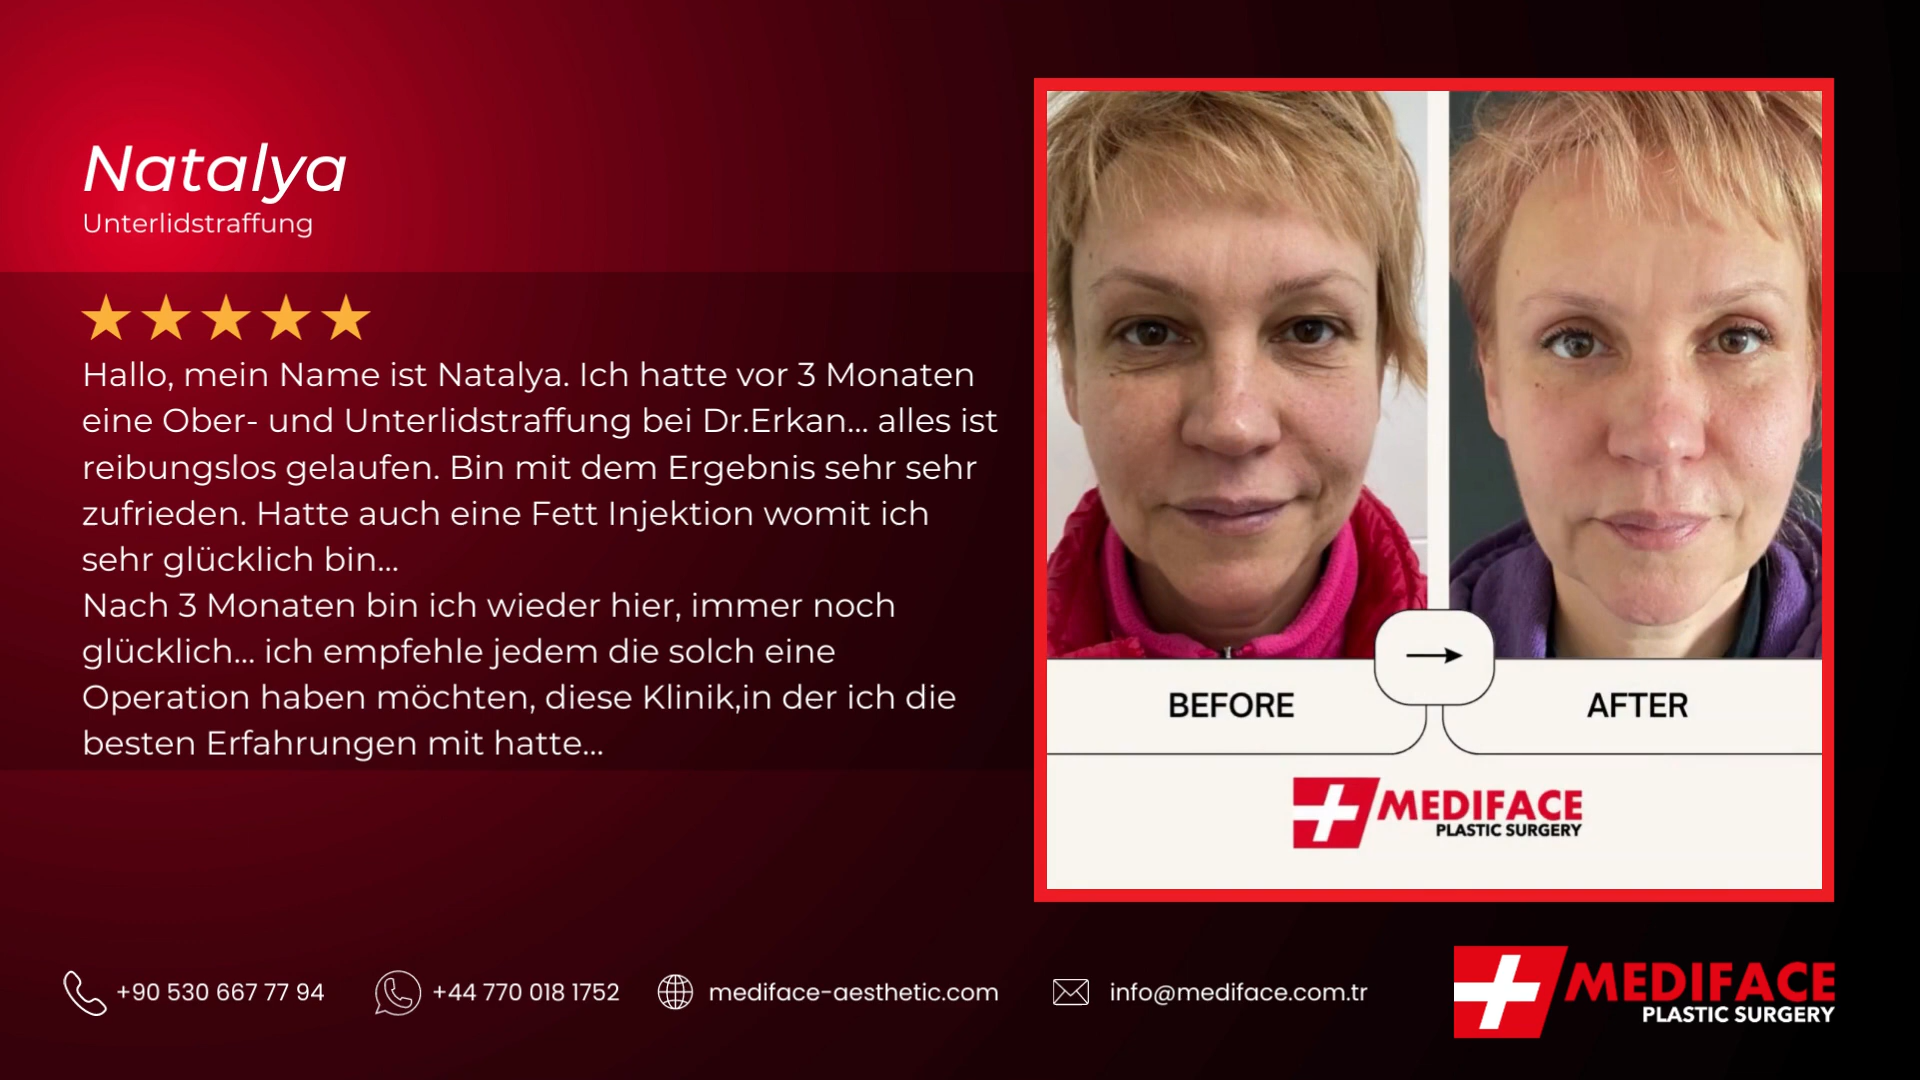 Natalya
Unterlidstraffung
Hallo, mein Name ist Natalya. Ich hatte vor 3 Monaten
eine Ober- und Unterlidstraffung bei Dr.Erkan... alles ist
reibungslos gelaufen. Bin mit dem Ergebnis sehr sehr
zufrieden. Hatte auch eine Fett Injektion womit ich
sehr glücklich bin...
Nach 3 Monaten bin ich wieder hier, immer noch
glücklich... ich empfehle jedem die solch eine
Operation haben möchten, diese Klinik,in der ich die
besten Erfahrungen mit hatte...
BEFORE
AFTER
MEDIFACE
PLASTIC SURGERY
+90 530 667 77 94
+44 770 018 1752
mediface-aesthetic.com
info@mediface.com.tr
MEDIFACE
PLASTIC SURGERY